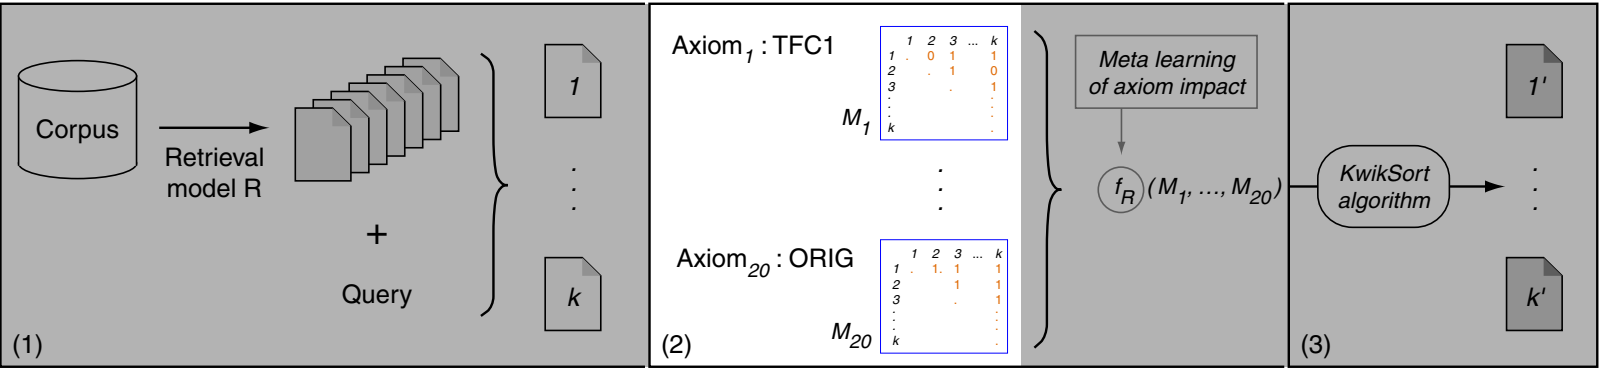 Corpus
Retrieval
model R
+
Query
1
.
.
.
k
(1)
Axiom1 : TFC1
1 2 3 ... k
1 . 0 1 1
2 . 1 0
3 . 1
.
.
.
k .
M1
.
.
.
Axiom20 : ORIG
1 2 3 ... k
1 . 1. 1 1
2 1 1
3 . 1
.
.
.
k .
M20
(2)
Meta learning
of axiom impact
fR (M1, ..., M20)
KwikSort
algorithm
1'
.
.
.
k'
(3)